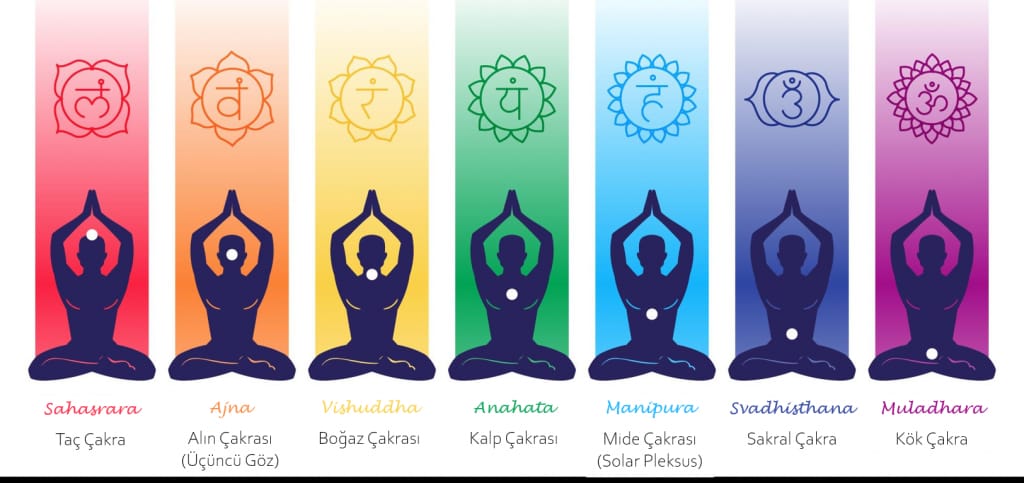 लं वं रं यं हं ॐ ॐ
Sahasrara Ajna Vishuddha Anahata Manipura Svadhisthana Muladhara
Taç Çakra Alın Çakrası Boğaz Çakrası Kalp Çakrası Mide Çakrası Sakral Çakra Kök Çakra
(Üçüncü Göz) (Solar Pleksus)